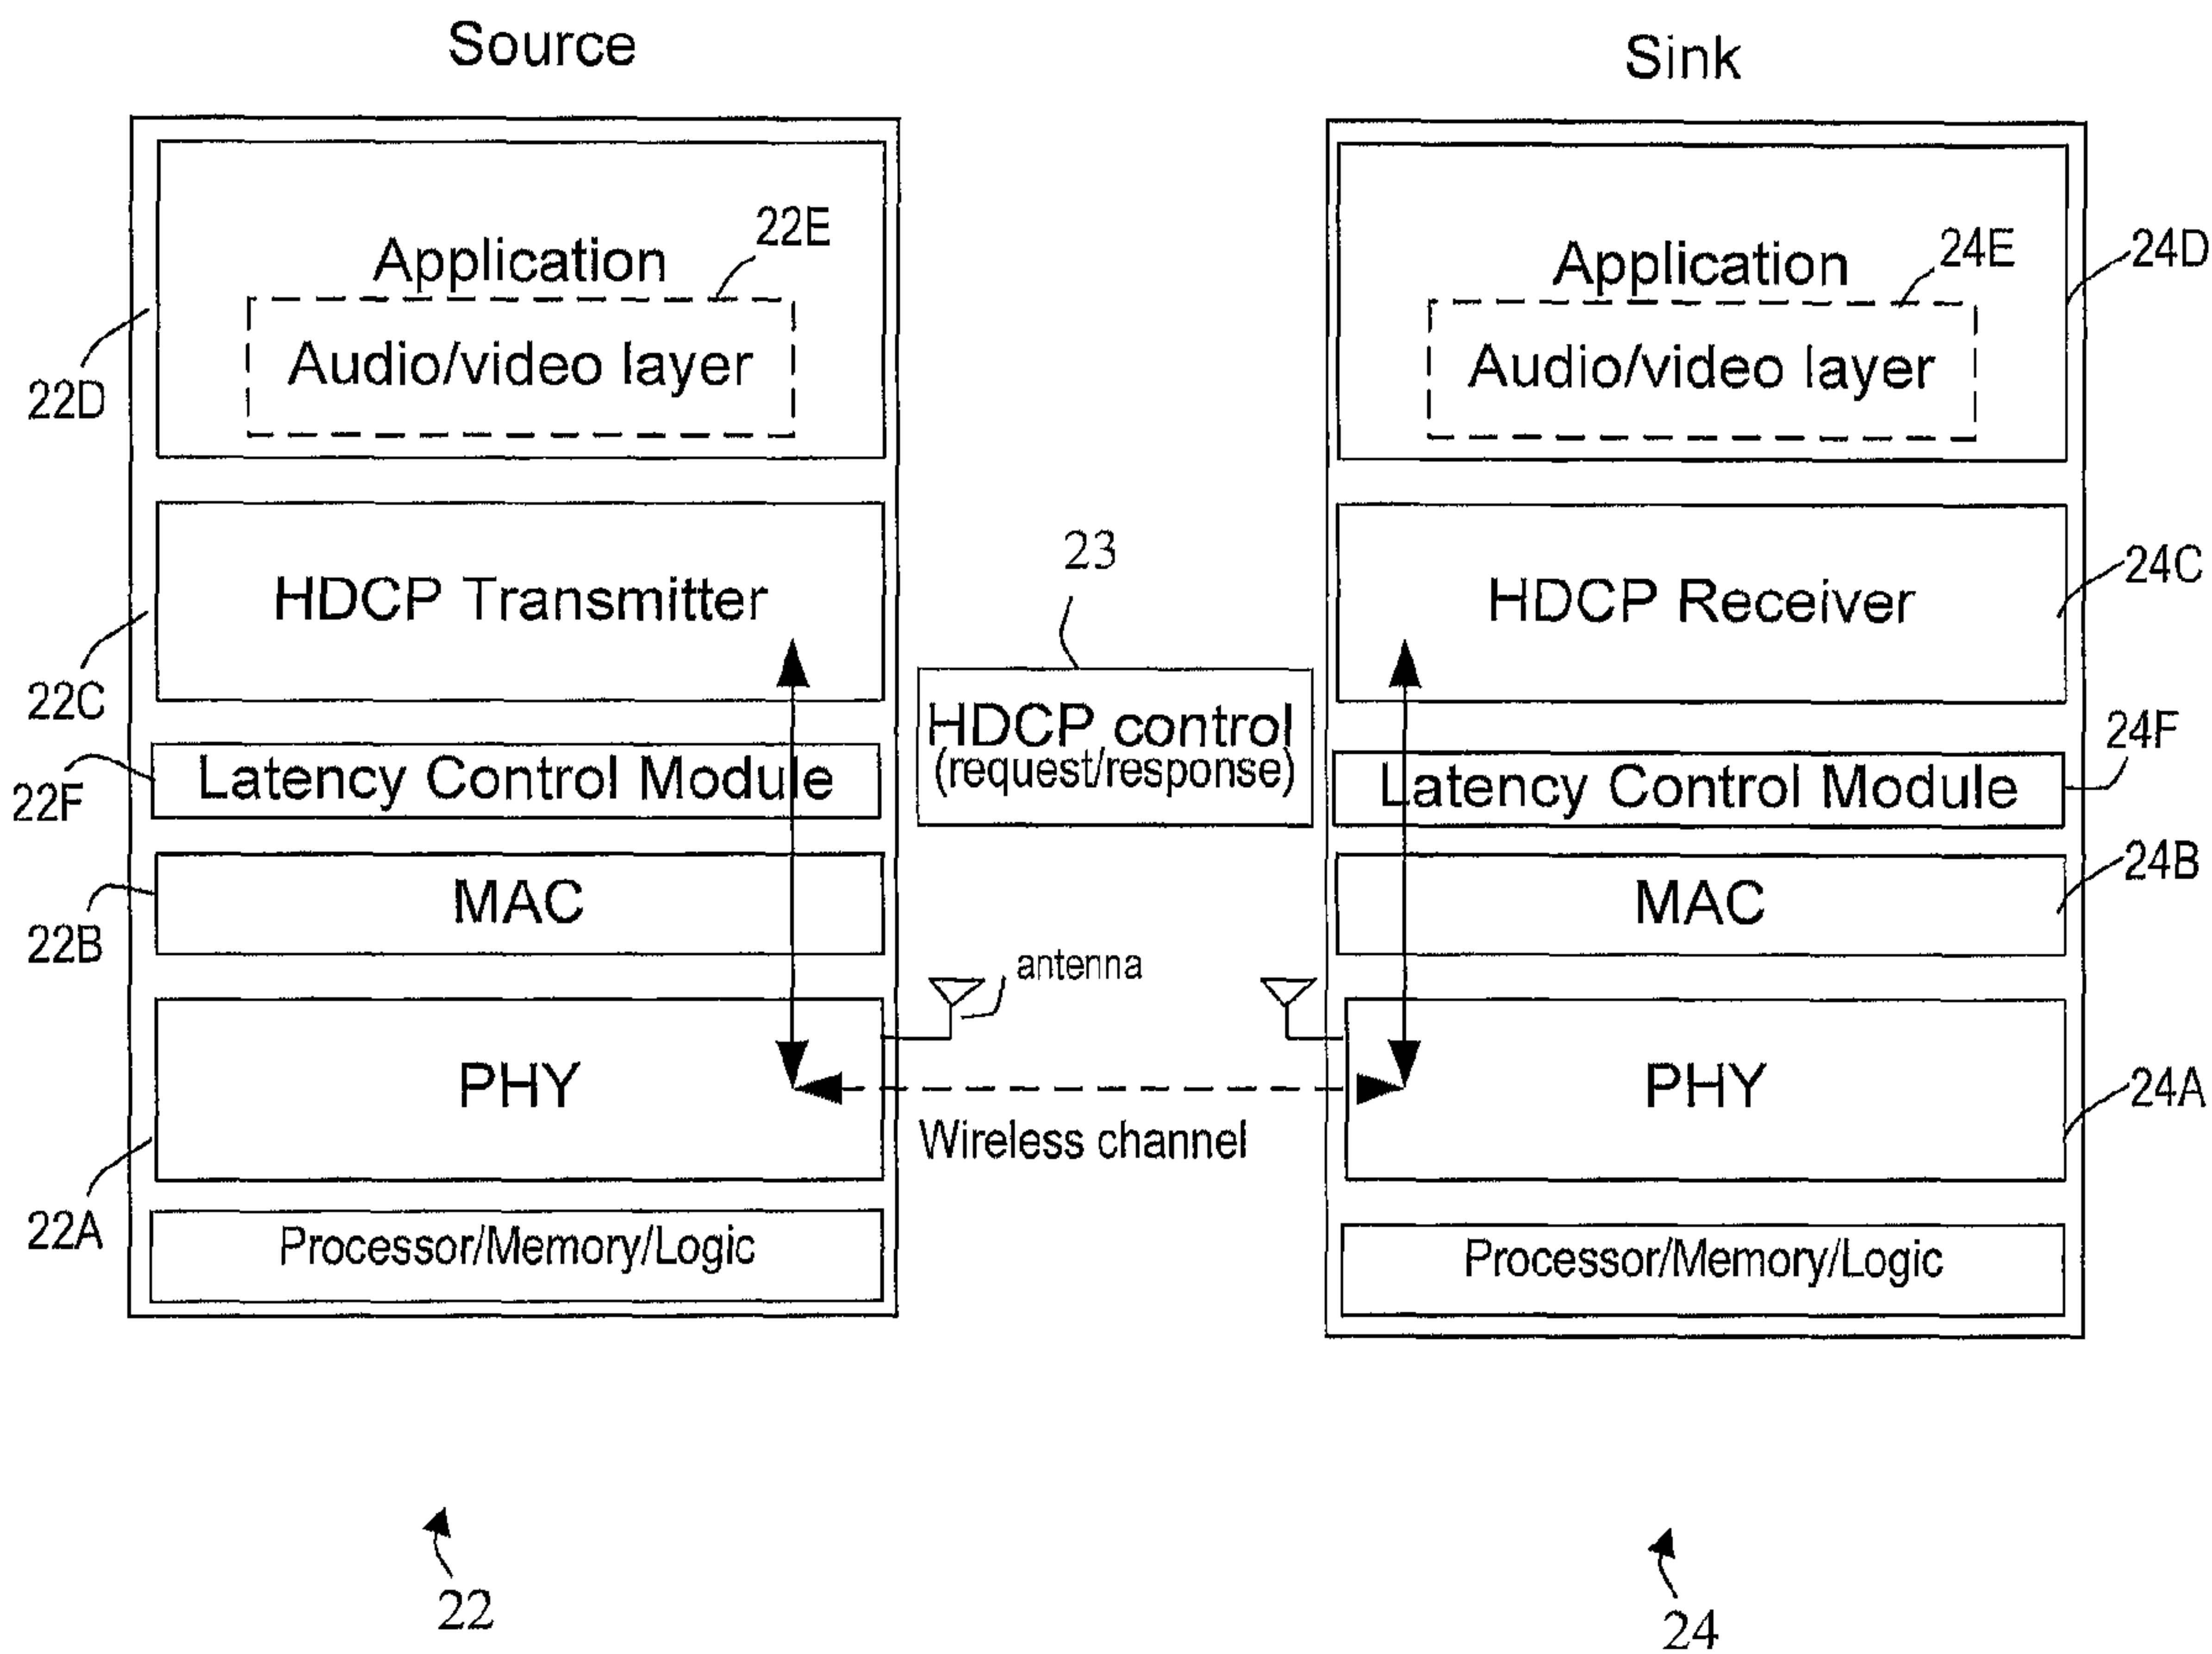 Source
Sink
Application
22E
Audio/video layer
22D
HDCP Transmitter
22C
Latency Control Module
22F
MAC
22B
PHY
22A
Processor/Memory/Logic
22
23
HDCP control
(request/response)
antenna
Wireless channel
Application
24E
24D
Audio/video layer
HDCP Receiver
24C
Latency Control Module
24F
MAC
24B
PHY
24A
Processor/Memory/Logic
24